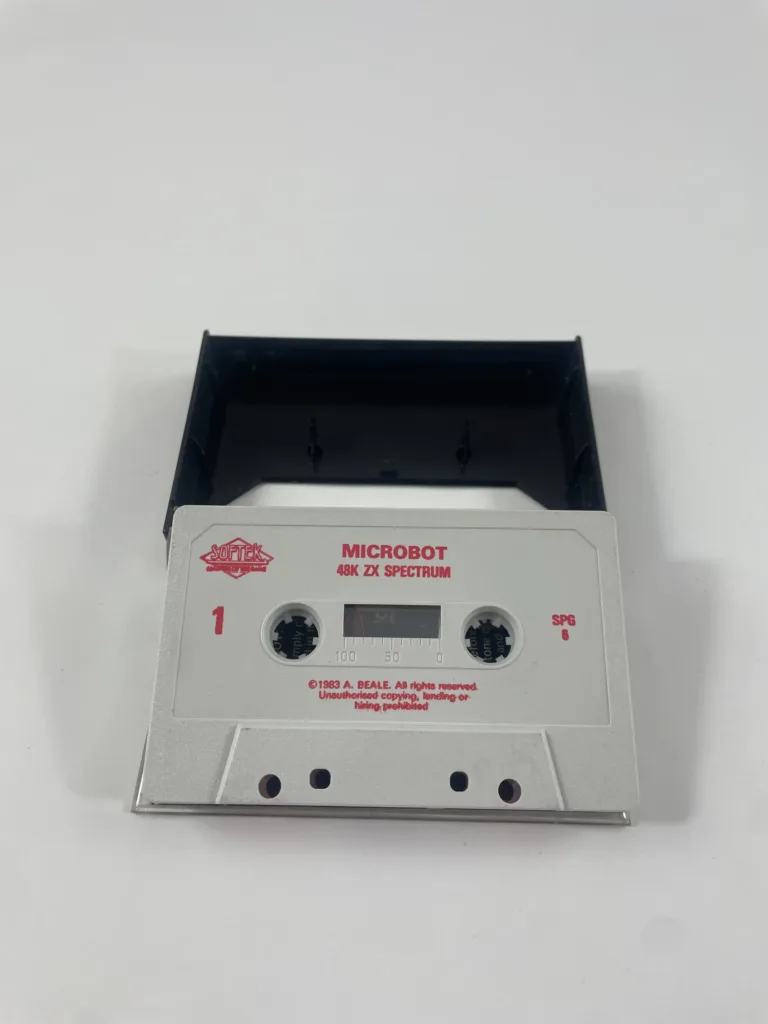 SOFTEK
MICROBOT
48K ZX SPECTRUM
1
SPG
6
100 50 0
©1983 A. BEALE. All rights reserved.
Unauthorised copying, lending or
hiring prohibited